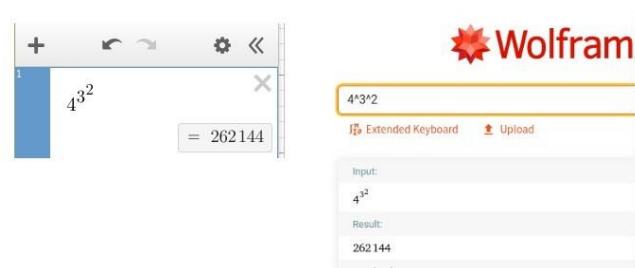 1
4^3^2
= 262144
Wolfram
4^3^2
Extended Keyboard Upload
Input:
4^3^2
Result:
262144